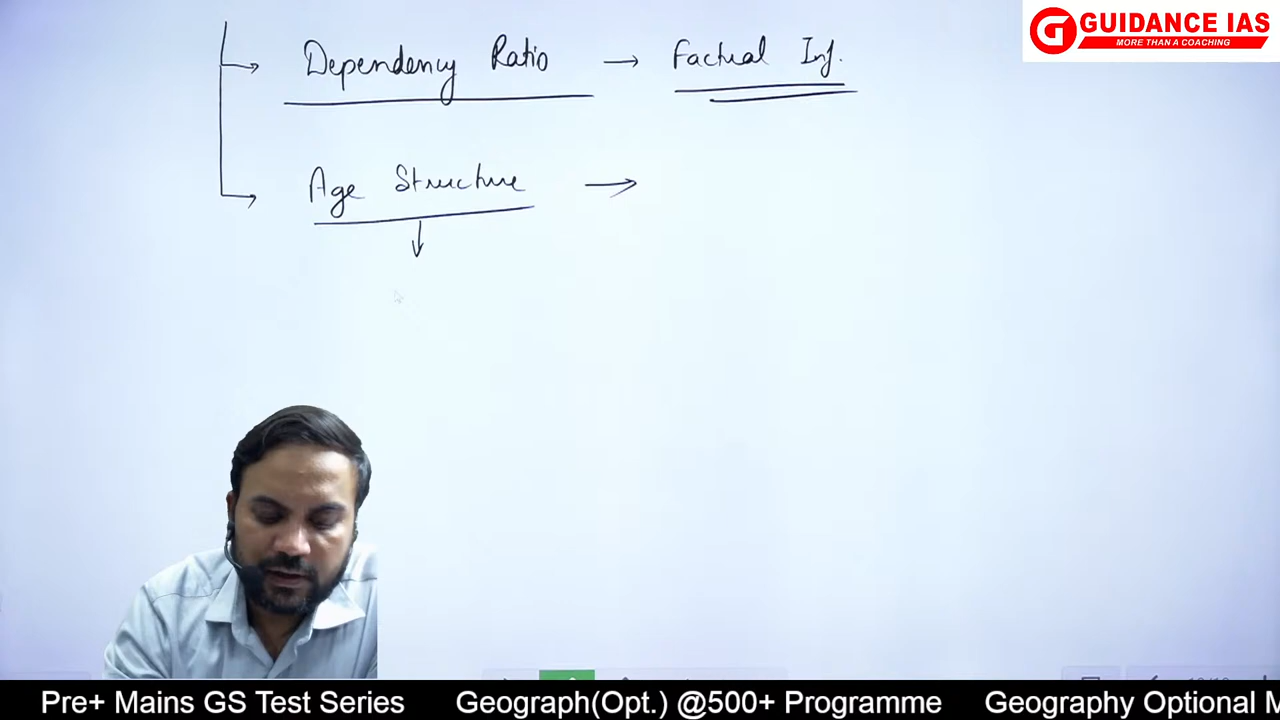 GUIDANCE IAS
MORE THAN A COACHING
Dependency Ratio → Factual Inf.
Age Structure →
Pre+ Mains GS Test Series Geograph(Opt.) @500+ Programme Geography Optional M